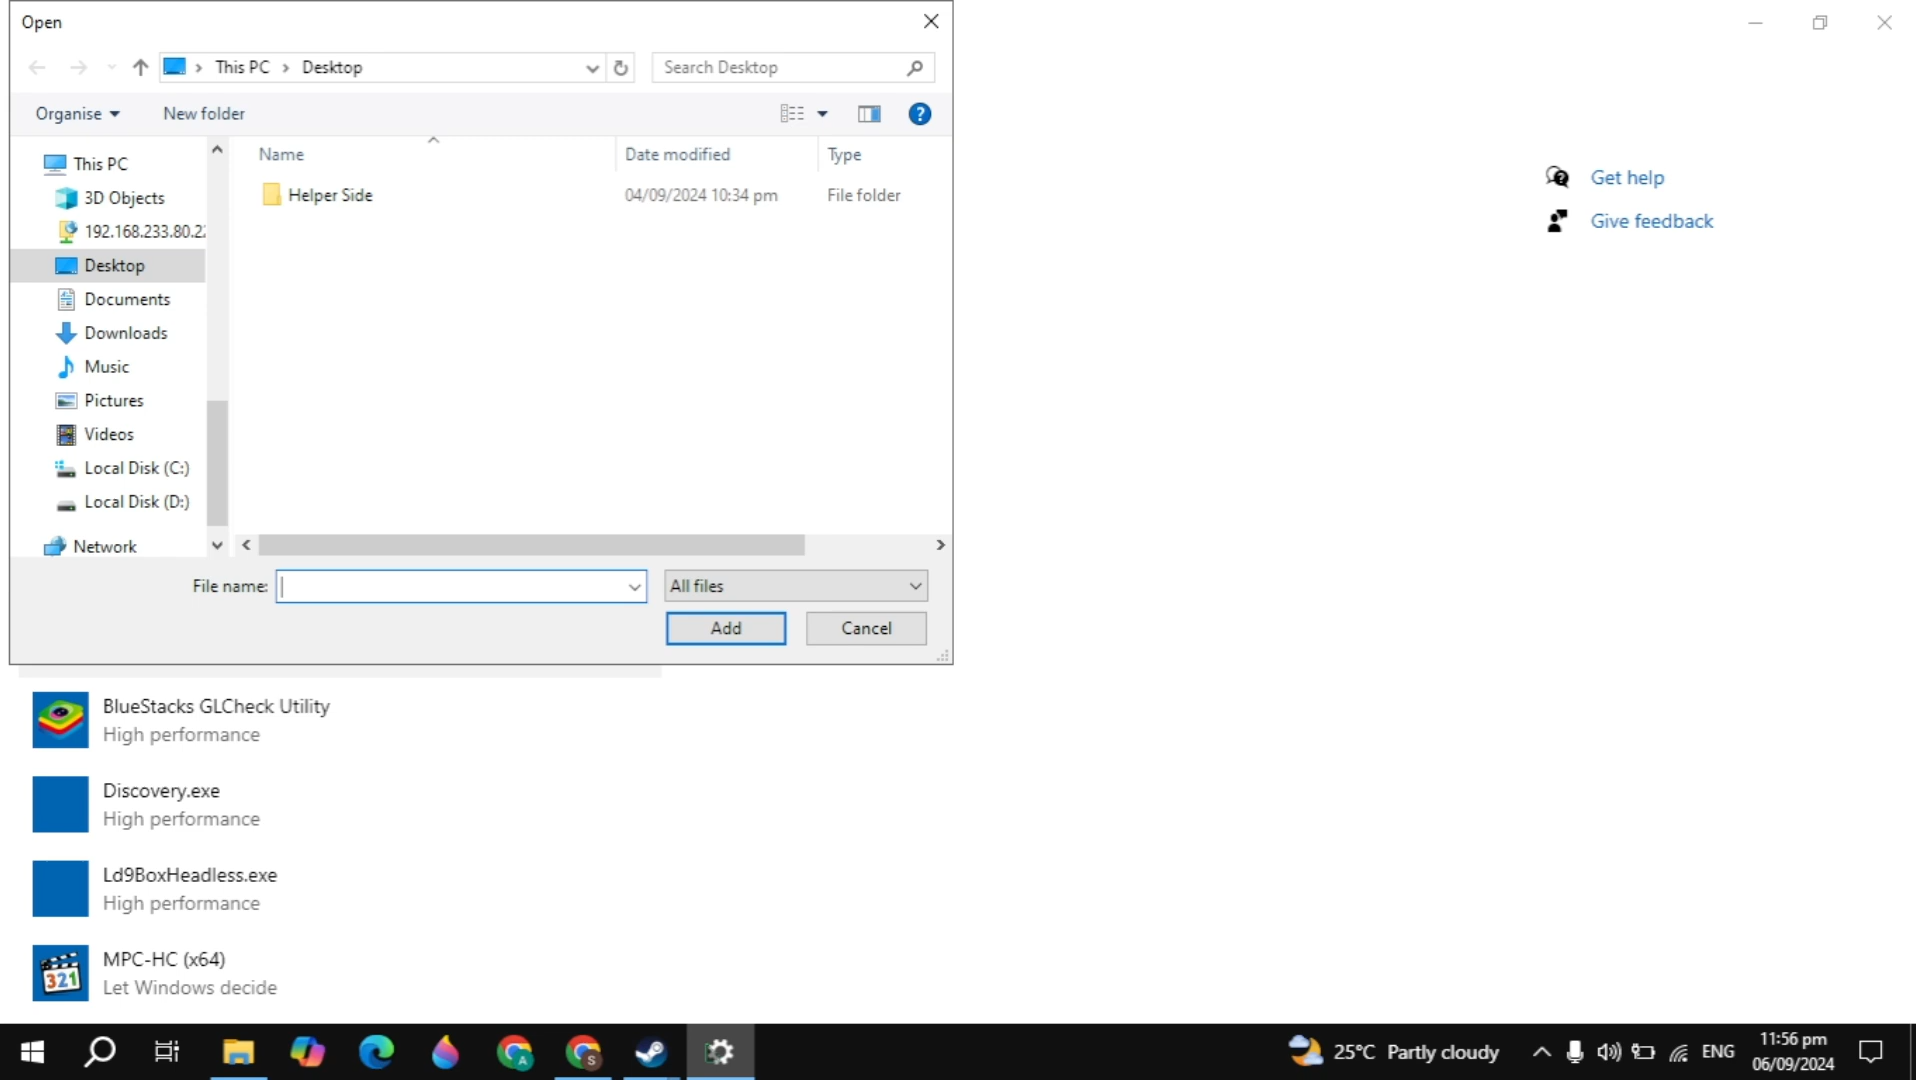 Open
This PC > Desktop
Search Desktop
Organise
New folder
?
Name
Date modified
Type
Helper Side
04/09/2024 10:34 pm
File folder
This PC
3D Objects
192.168.233.80.2
Desktop
Documents
Downloads
Music
Pictures
Videos
Local Disk (C:)
Local Disk (D:)
Network
File name:
All files
Add
Cancel
Get help
Give feedback
BlueStacks GLCheck Utility
High performance
Discovery.exe
High performance
Ld9BoxHeadless.exe
High performance
321
MPC-HC (x64)
Let Windows decide
A
S
25°C Partly cloudy
ENG
11:56 pm
06/09/2024